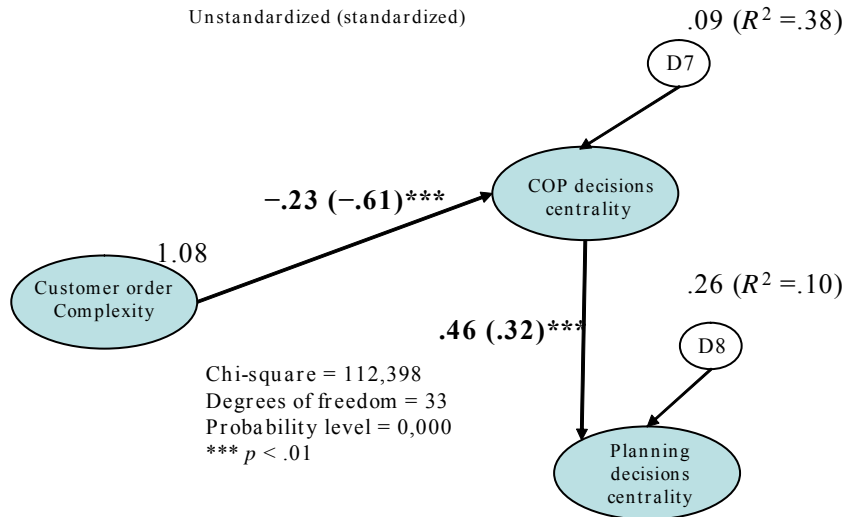 Unstandardized (standardized)
.09 (R² =.38)
D7
COP decisions
centrality
−.23 (−.61)***
1.08
Customer order
Complexity
.26 (R² =.10)
.46 (.32)***
D8
Chi-square = 112,398
Degrees of freedom = 33
Probability level = 0,000
*** p < .01
Planning
decisions
centrality